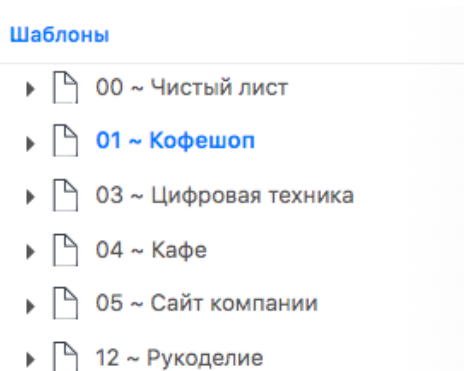 Шаблоны
00 ~ Чистый лист
01 ~ Кофешоп
03 ~ Цифровая техника
04 ~ Кафе
05 ~ Сайт компании
12 ~ Рукоделие